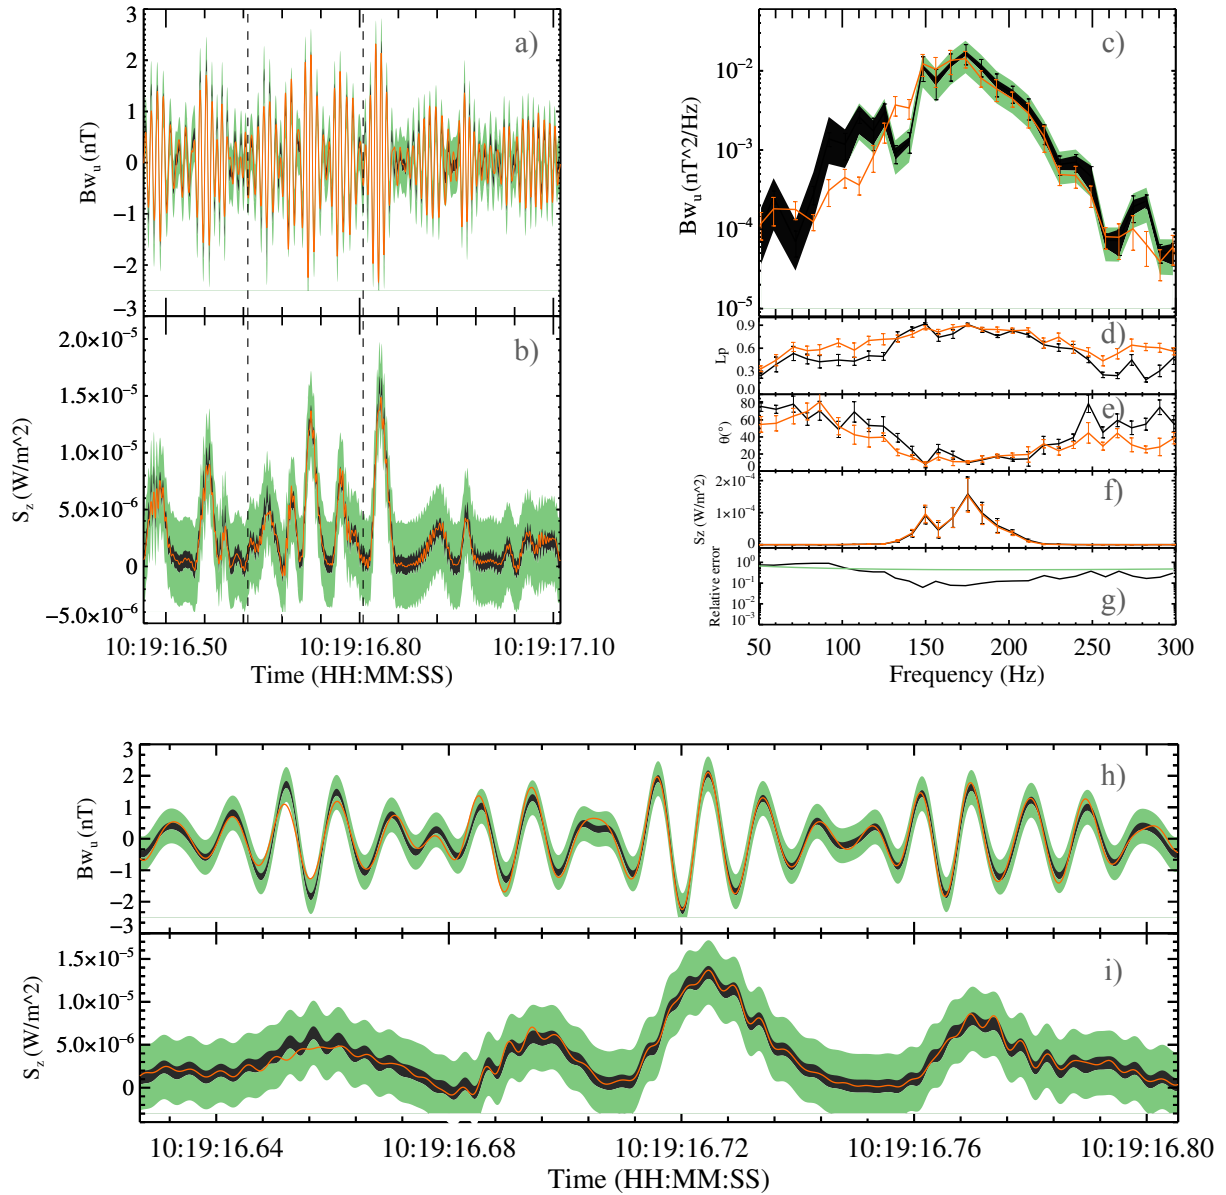 a)
3
2
1
0
−1
−2
3
Bw_u (nT)
b)
2.0×10^-5
1.5×10^-5
1.0×10^-5
5.0×10^-6
0
−5.0×10^-6
S_z (W/m^2)
10:19:16.50 10:19:16.80 10:19:17.10
Time (HH:MM:SS)
c)
10^-2
10^-3
10^-4
10^-5
Bw_u (nT^2/Hz)
d)
0.9
0.6
0.3
0.0
Lp
e)
80
60
40
20
0
θ(°)
f)
2×10^-4
1×10^-4
0
Sz (W/m^2)
g)
10^0
10^-1
10^-2
10^-3
Relative error
50 100 150 200 250 300
Frequency (Hz)
h)
3
2
1
0
−1
−2
−3
Bw_u (nT)
i)
1.5×10^-5
1.0×10^-5
5.0×10^-6
0
S_z (W/m^2)
10:19:16.64 10:19:16.68 10:19:16.72 10:19:16.76 10:19:16.80
Time (HH:MM:SS)